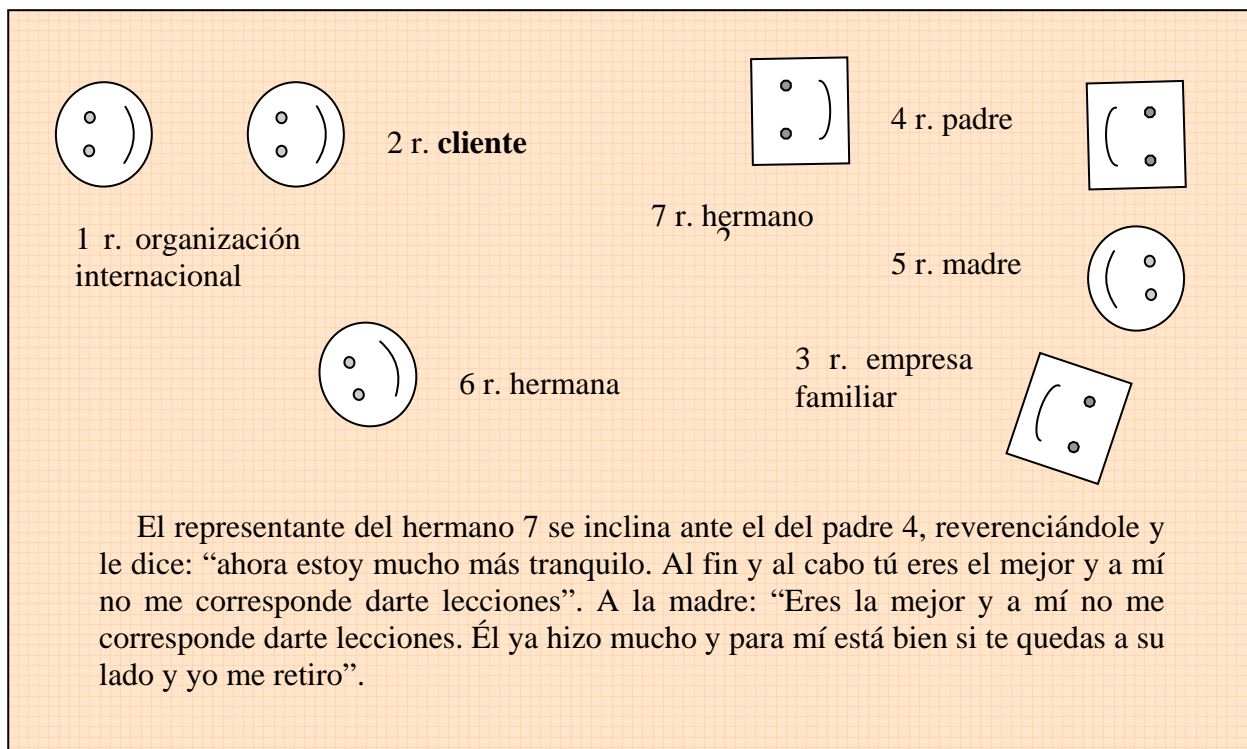 2 r. cliente
4 r. padre
7 r. hermano
1 r. organización
internacional
5 r. madre
6 r. hermana
3 r. empresa
familiar
El representante del hermano 7 se inclina ante el del padre 4, reverenciándole y
le dice: “ahora estoy mucho más tranquilo. Al fin y al cabo tú eres el mejor y a mí
no me corresponde darte lecciones”. A la madre: “Eres la mejor y a mí no me
corresponde darte lecciones. Él ya hizo mucho y para mí está bien si te quedas a su
lado y yo me retiro”.